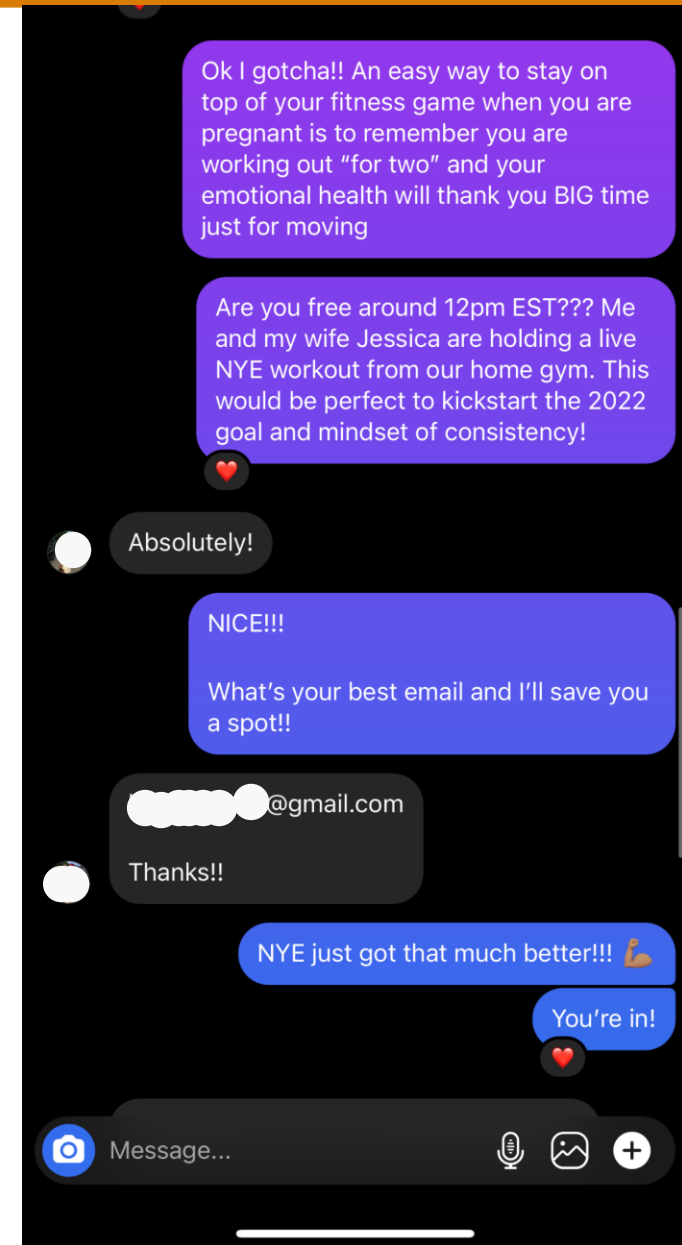 Ok I gotcha!! An easy way to stay on
top of your fitness game when you are
pregnant is to remember you are
working out “for two” and your
emotional health will thank you BIG time
just for moving
Are you free around 12pm EST??? Me
and my wife Jessica are holding a live
NYE workout from our home gym. This
would be perfect to kickstart the 2022
goal and mindset of consistency!
Absolutely!
NICE!!!
What’s your best email and I’ll save you
a spot!!
@gmail.com
Thanks!!
NYE just got that much better!!! 💪🏽
You’re in!
Message...